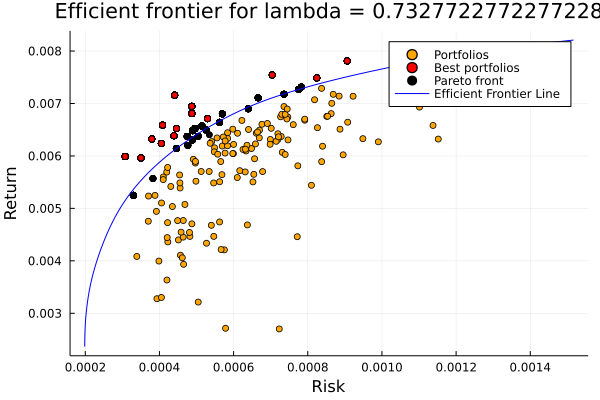 Efficient frontier for lambda = 0.7327722772277228
0.008
0.007
0.006
0.005
0.004
0.003
Return
Portfolios
Best portfolios
Pareto front
Efficient Frontier Line
0.0002 0.0004 0.0006 0.0008 0.0010 0.0012 0.0014
Risk